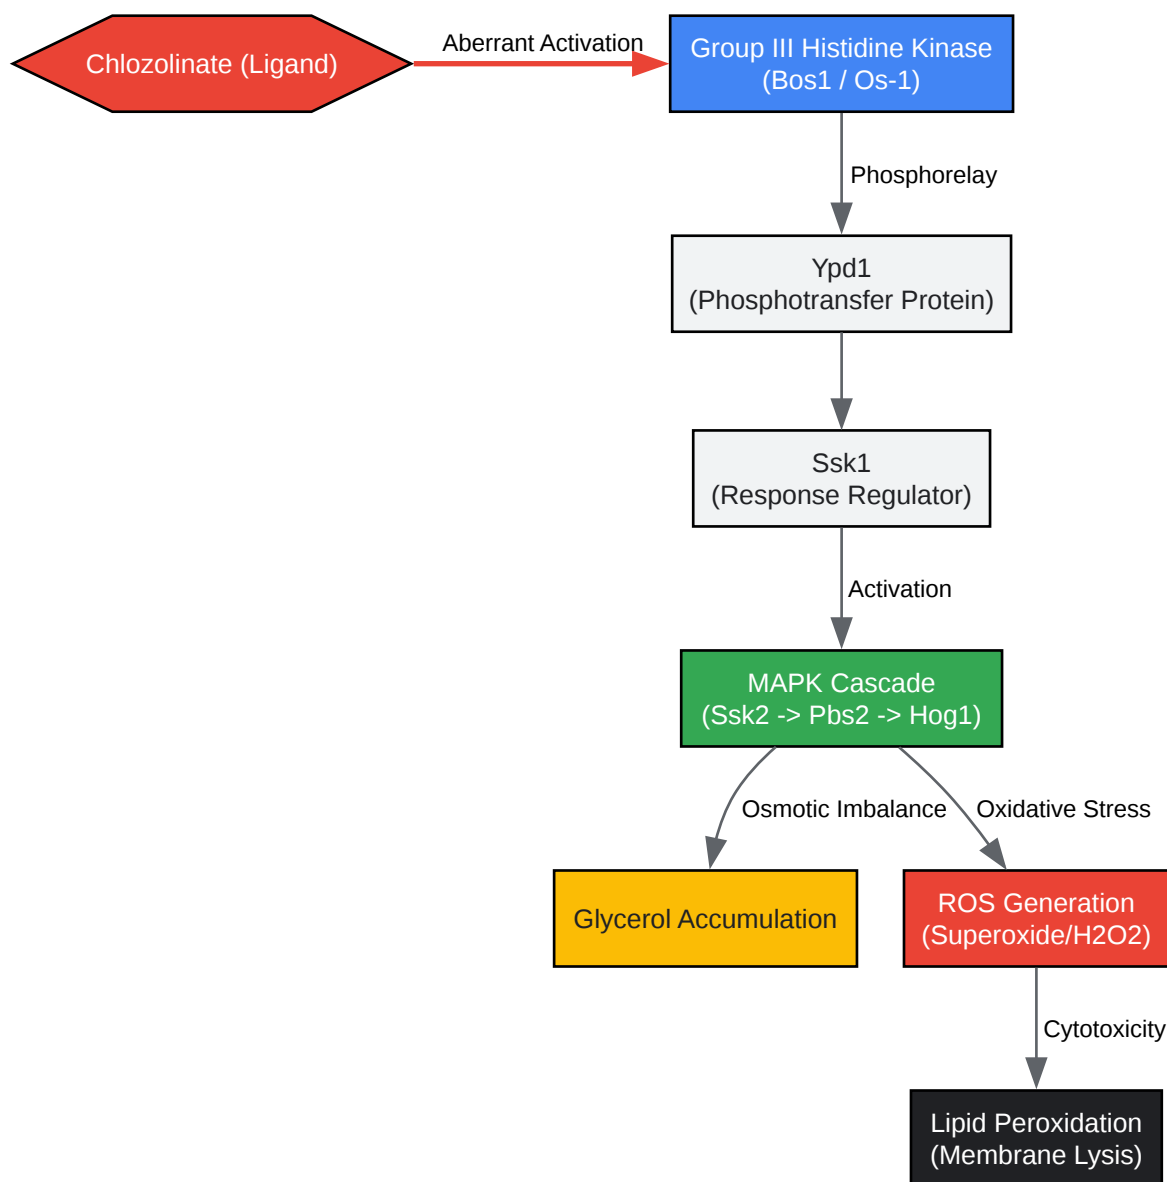 Chlozolinate (Ligand)
Aberrant Activation
Group III Histidine Kinase
(Bos1 / Os-1)
Phosphorelay
Ypd1
(Phosphotransfer Protein)
Ssk1
(Response Regulator)
Activation
MAPK Cascade
(Ssk2 -> Pbs2 -> Hog1)
Osmotic Imbalance
Oxidative Stress
Glycerol Accumulation
ROS Generation
(Superoxide/H2O2)
Cytotoxicity
Lipid Peroxidation
(Membrane Lysis)